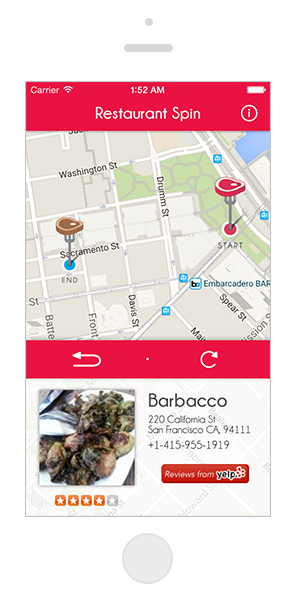 Carrier 1:52 AM
Restaurant Spin
Washington St
Drumm St
START
Sacramento St
END
Embarcadero BAR
Spear St
Davis St
Front
Batte
Barbacco
220 California St
San Francisco CA, 94111
+1-415-955-1919
Reviews from yelp
Howard S